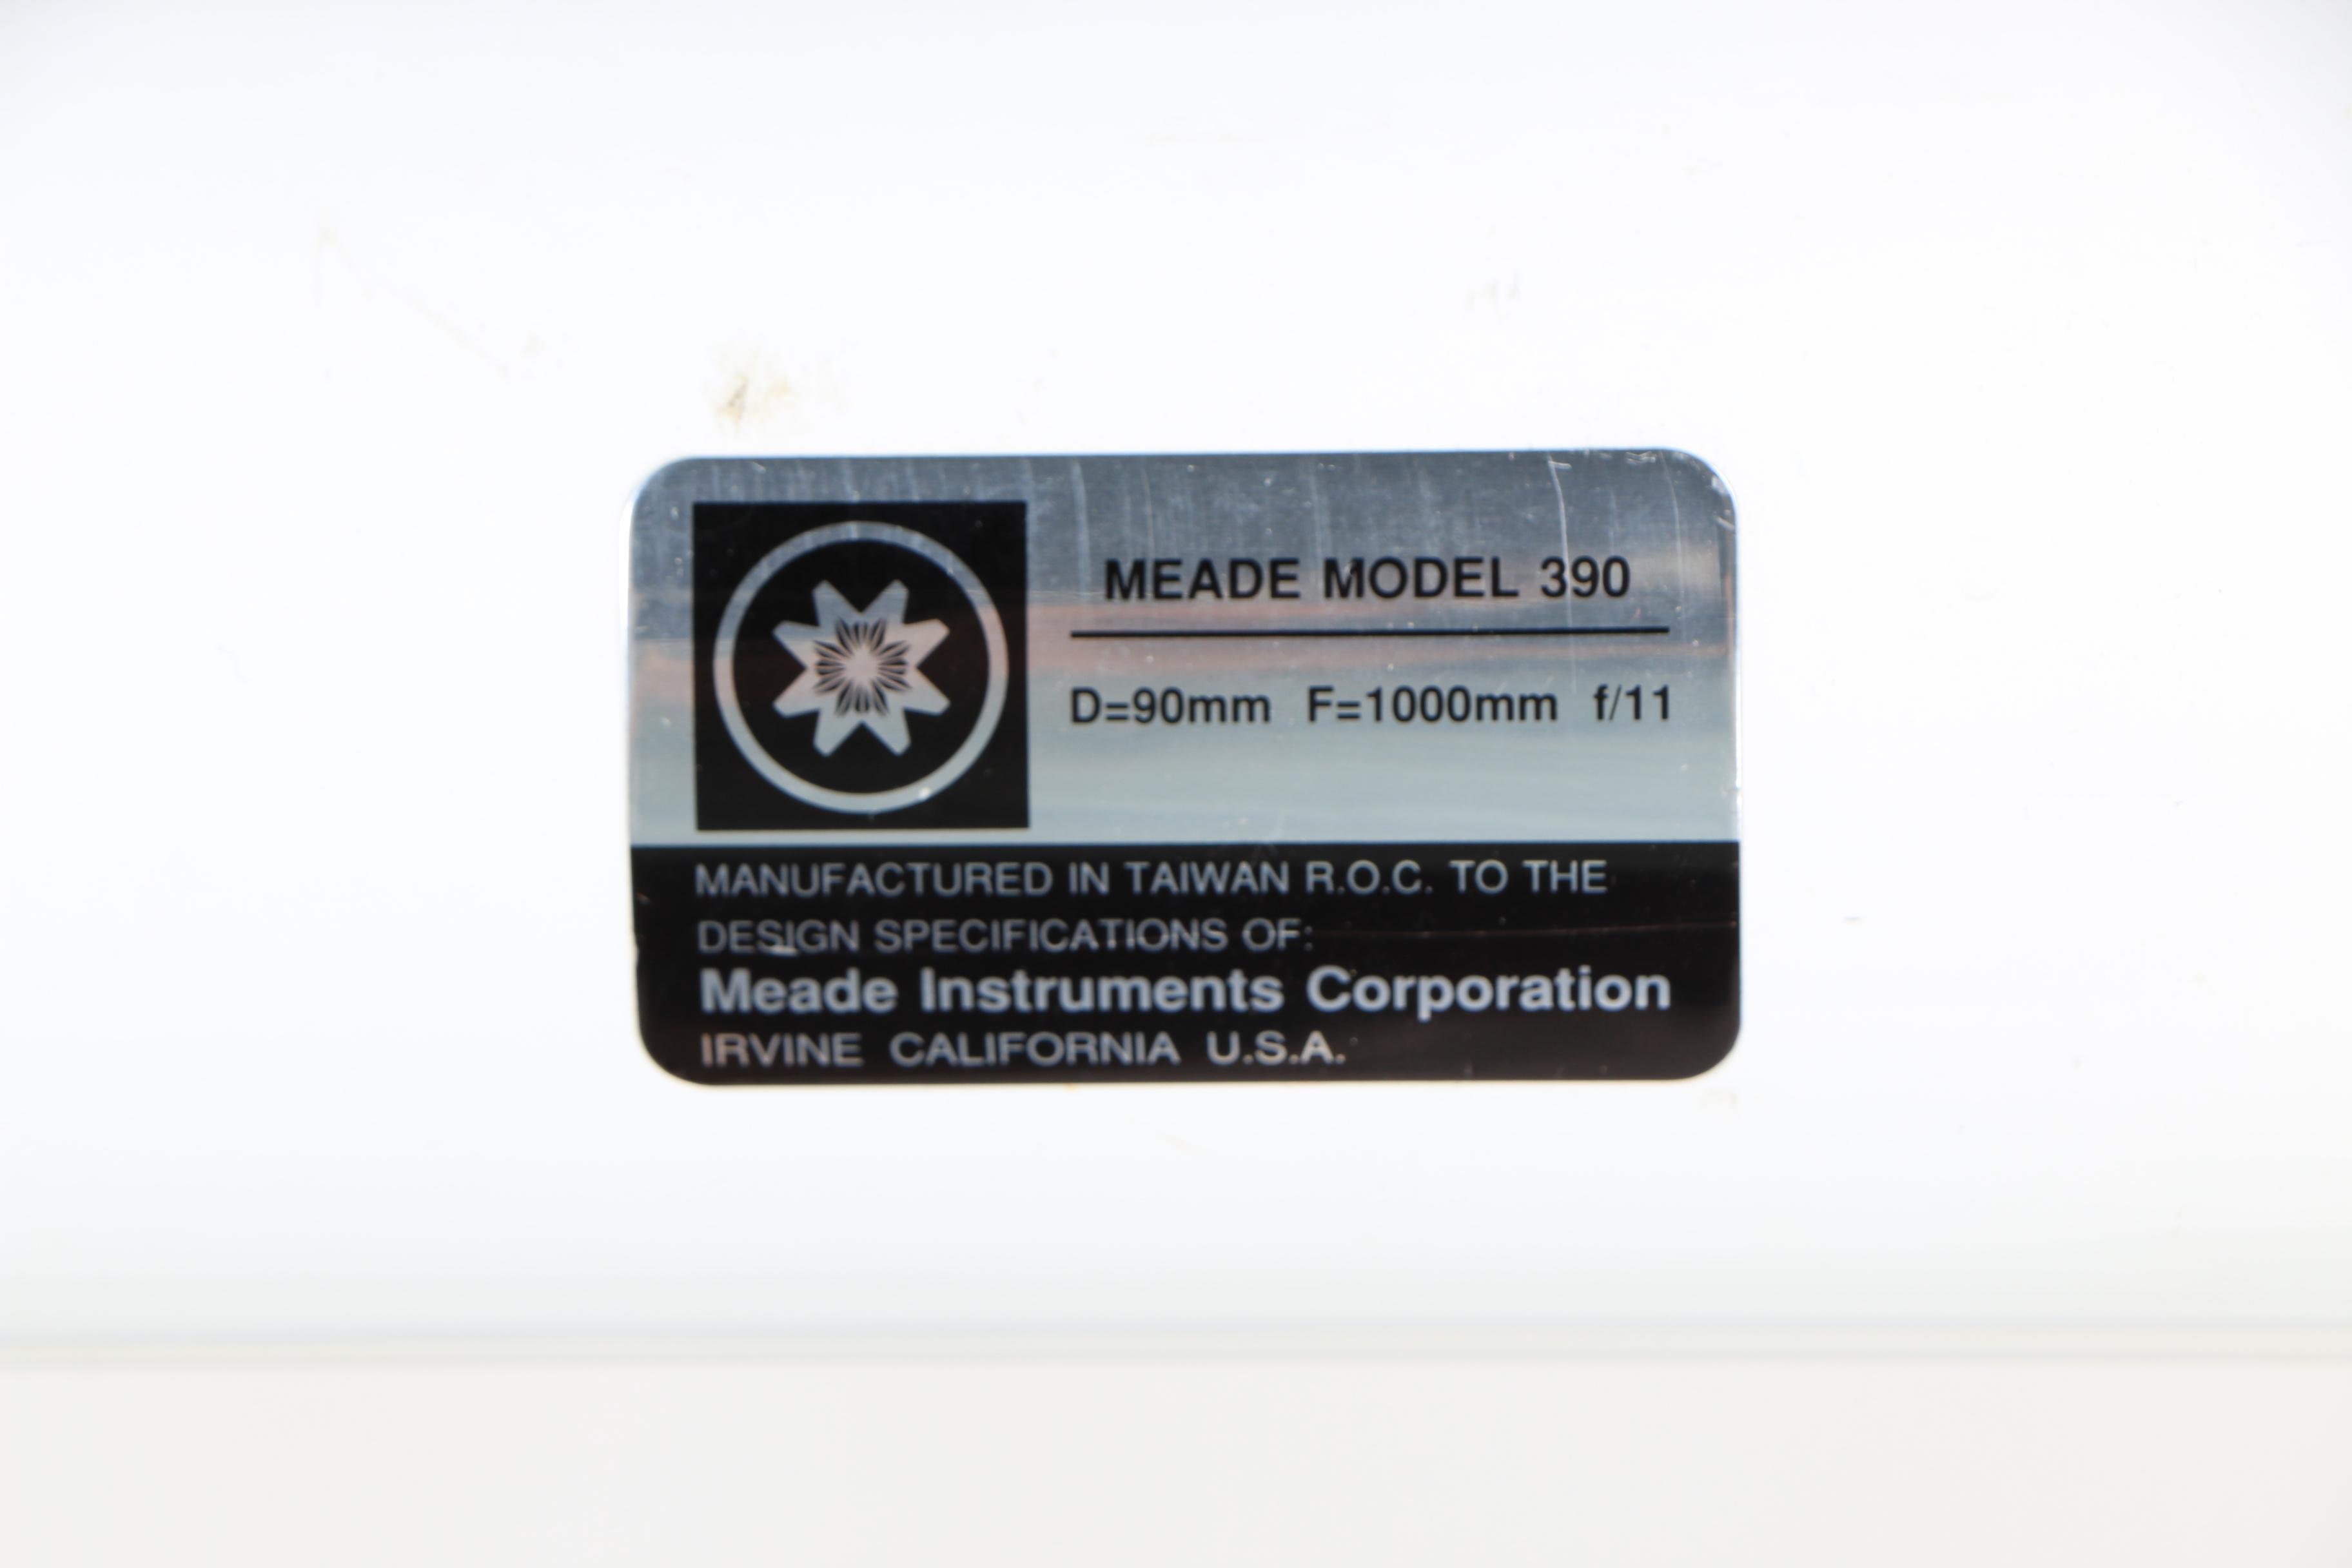 MEADE MODEL 390
D=90mm F=1000mm f/11
MANUFACTURED IN TAIWAN R.O.C. TO THE
DESIGN SPECIFICATIONS OF:
Meade Instruments Corporation
IRVINE CALIFORNIA U.S.A.